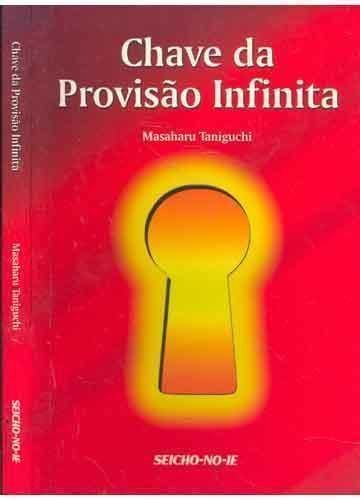 Chave da
Provisão Infinita
Masaharu Taniguchi
SEICHO-NO-IE
Chave da Provisão Infinita
Masaharu Taniguchi
SEICHO-NO-IE